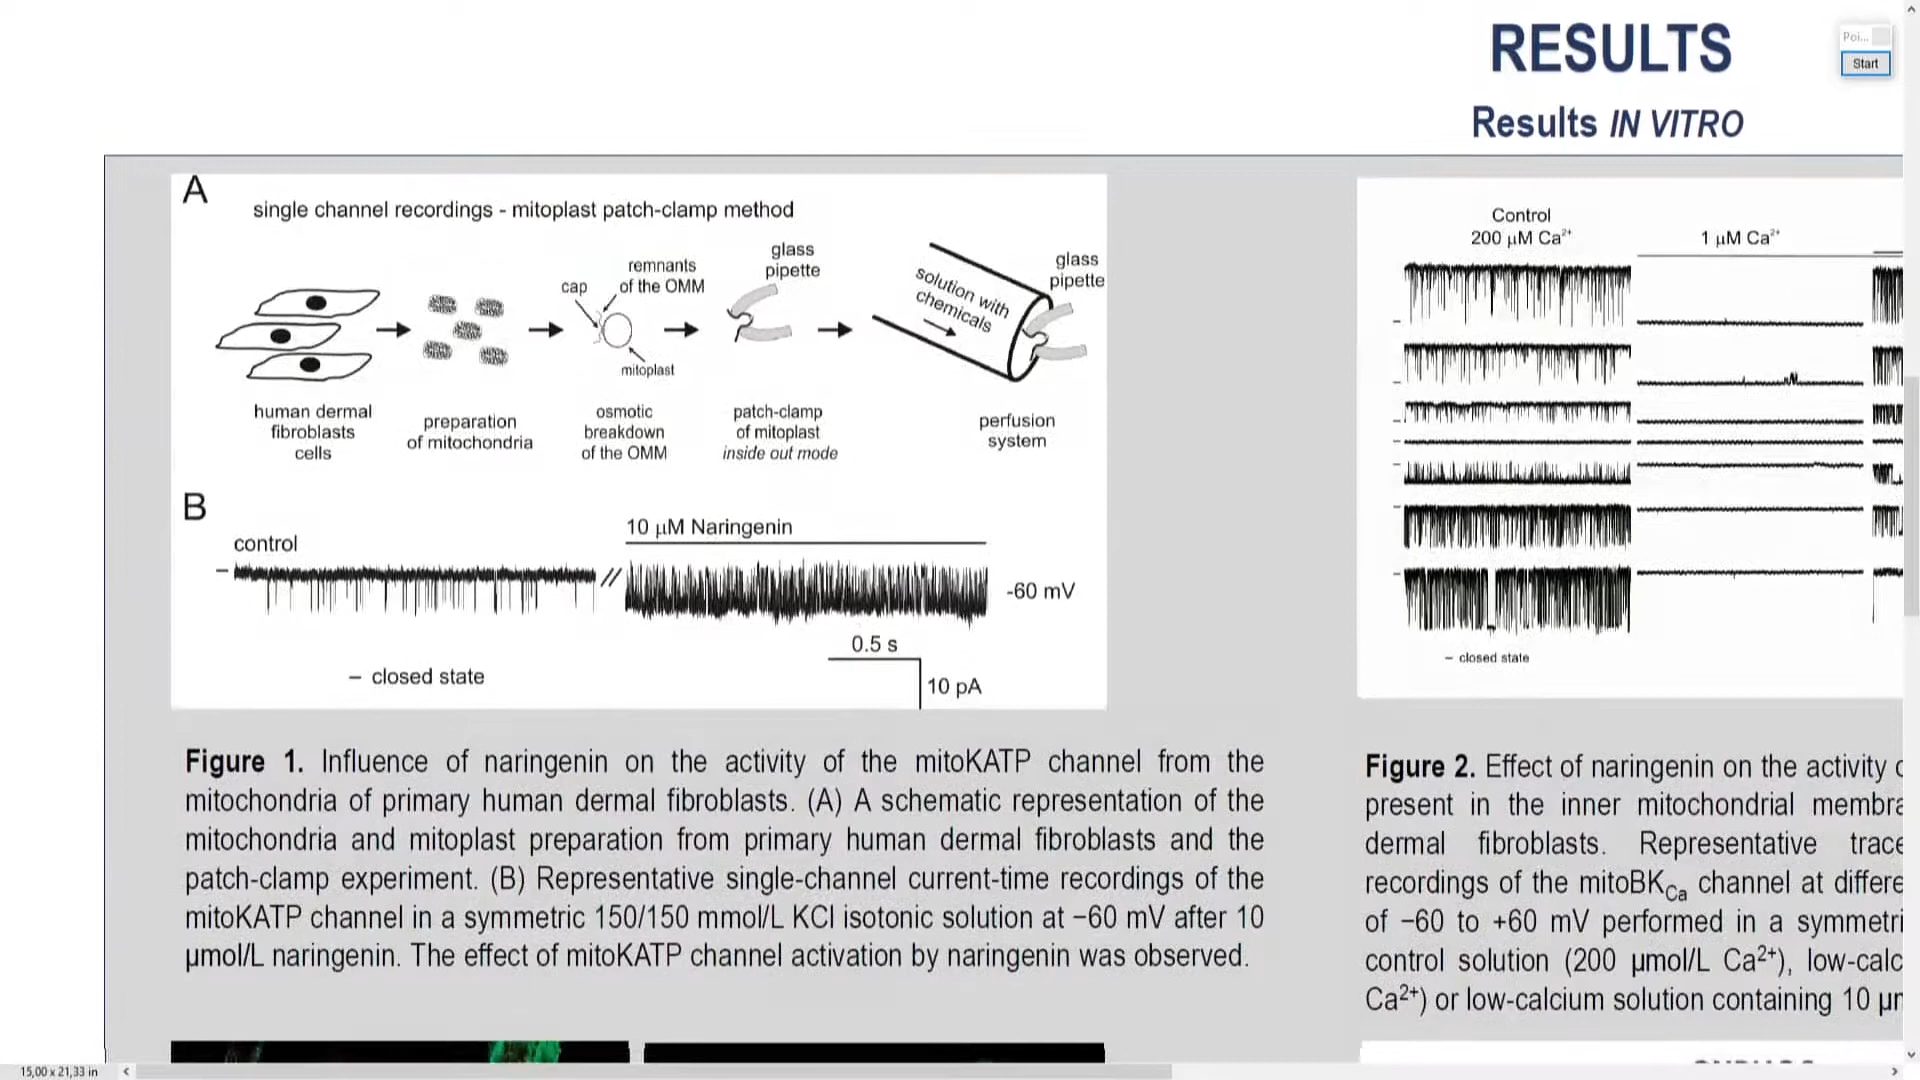 RESULTS
Poi...
Start
Results IN VITRO
A
single channel recordings - mitoplast patch-clamp method
cap
remnants
of the OMM
glass
pipette
solution with
chemicals
glass
pipette
mitoplast
human dermal
fibroblasts
cells
preparation
of mitochondria
osmotic
breakdown
of the OMM
patch-clamp
of mitoplast
inside out mode
perfusion
system
B
control
10 µM Naringenin
-60 mV
0.5 s
10 pA
– closed state
Figure 1. Influence of naringenin on the activity of the mitoKATP channel from the
mitochondria of primary human dermal fibroblasts. (A) A schematic representation of the
mitochondria and mitoplast preparation from primary human dermal fibroblasts and the
patch-clamp experiment. (B) Representative single-channel current-time recordings of the
mitoKATP channel in a symmetric 150/150 mmol/L KCl isotonic solution at −60 mV after 10
µmol/L naringenin. The effect of mitoKATP channel activation by naringenin was observed.
Control
200 µM Ca²⁺
1 µM Ca²⁺
– closed state
Figure 2. Effect of naringenin on the activity
present in the inner mitochondrial
dermal fibroblasts. Representative
recordings of the mitoBKCa channel at
of −60 to +60 mV performed in a
control solution (200 µmol/L Ca²⁺),
Ca²⁺) or low-calcium solution containing 10
15,00 x 21,33 in